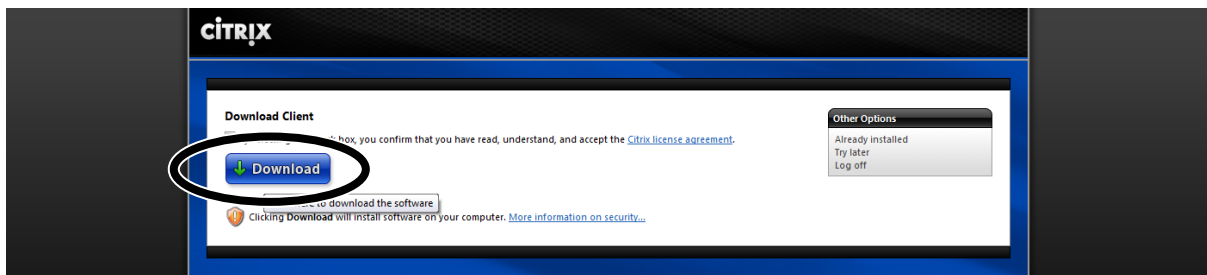 CITRIX
Download Client
box, you confirm that you have read, understand, and accept the Citrix license agreement.
Download
to download the software
Clicking Download will install software on your computer. More information on security...
Other Options
Already installed
Try later
Log off